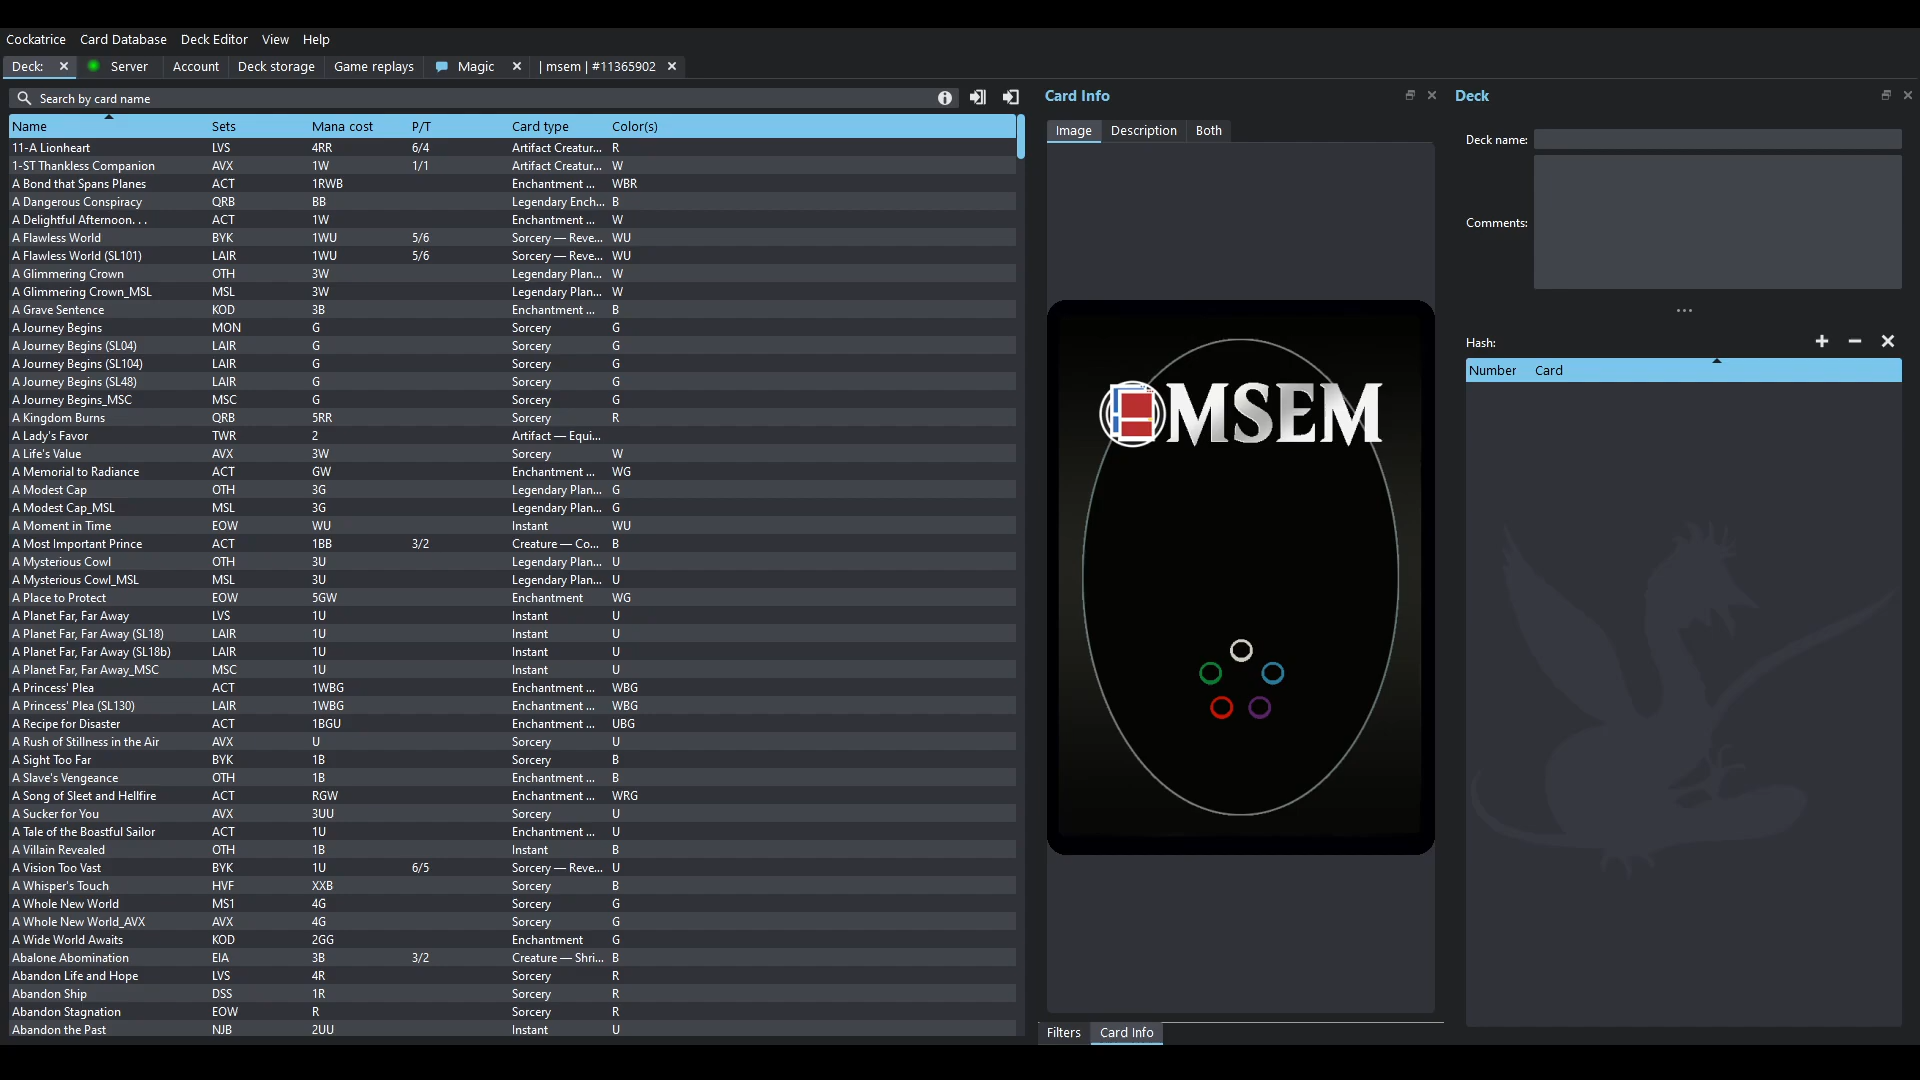 Cockatrice Card Database Deck Editor View Help
Deck: Server Account Deck storage Game replays Magic | msem | #11365902
Search by card name
Name Sets Mana cost P/T Card type Color(s)
11-A Lionheart LVS 4RR 6/4 Artifact Creatur... R
1-ST Thankless Companion AVX 1W 1/1 Artifact Creatur... W
A Bond that Spans Planes ACT 1RWB Enchantment ... WBR
A Dangerous Conspiracy QRB BB Legendary Ench... B
A Delightful Afternoon. . . ACT 1W Enchantment ... W
A Flawless World BYK 1WU 5/6 Sorcery — Reve... WU
A Flawless World (SL101) LAIR 1WU 5/6 Sorcery — Reve... WU
A Glimmering Crown OTH 3W Legendary Plan... W
A Glimmering Crown_MSL MSL 3W Legendary Plan... W
A Grave Sentence KOD 3B Enchantment ... B
A Journey Begins MON G Sorcery G
A Journey Begins (SL04) LAIR G Sorcery G
A Journey Begins (SL104) LAIR G Sorcery G
A Journey Begins (SL48) LAIR G Sorcery G
A Journey Begins_MSC MSC G Sorcery G
A Kingdom Burns QRB 5RR Sorcery R
A Lady's Favor TWR 2 Artifact — Equi...
A Life's Value AVX 3W Sorcery W
A Memorial to Radiance ACT GW Enchantment ... WG
A Modest Cap OTH 3G Legendary Plan... G
A Modest Cap_MSL MSL 3G Legendary Plan... G
A Moment in Time EOW WU Instant WU
A Most Important Prince ACT 1BB 3/2 Creature — Co... B
A Mysterious Cowl OTH 3U Legendary Plan... U
A Mysterious Cowl_MSL MSL 3U Legendary Plan... U
A Place to Protect EOW 5GW Enchantment WG
A Planet Far, Far Away LVS 1U Instant U
A Planet Far, Far Away (SL18) LAIR 1U Instant U
A Planet Far, Far Away (SL18b) LAIR 1U Instant U
A Planet Far, Far Away_MSC MSC 1U Instant U
A Princess' Plea ACT 1WBG Enchantment ... WBG
A Princess' Plea (SL130) LAIR 1WBG Enchantment ... WBG
A Recipe for Disaster ACT 1BGU Enchantment ... UBG
A Rush of Stillness in the Air AVX U Sorcery U
A Sight Too Far BYK 1B Sorcery B
A Slave's Vengeance OTH 1B Enchantment ... B
A Song of Sleet and Hellfire ACT RGW Enchantment ... WRG
A Sucker for You AVX 3UU Sorcery U
A Tale of the Boastful Sailor ACT 1U Enchantment ... U
A Villain Revealed OTH 1B Instant B
A Vision Too Vast BYK 1U 6/5 Sorcery — Reve... U
A Whisper's Touch HVF XXB Sorcery B
A Whole New World MS1 4G Sorcery G
A Whole New World_AVX AVX 4G Sorcery G
A Wide World Awaits KOD 2GG Enchantment G
Abalone Abomination EIA 3B 3/2 Creature — Shri... B
Abandon Life and Hope LVS 4R Sorcery R
Abandon Ship DSS 1R Sorcery R
Abandon Stagnation EOW R Sorcery R
Abandon the Past NJB 2UU Instant U
Card Info
Image Description Both
MSEM
Filters Card Info
Deck
Deck name:
Comments:
Hash:
Number Card